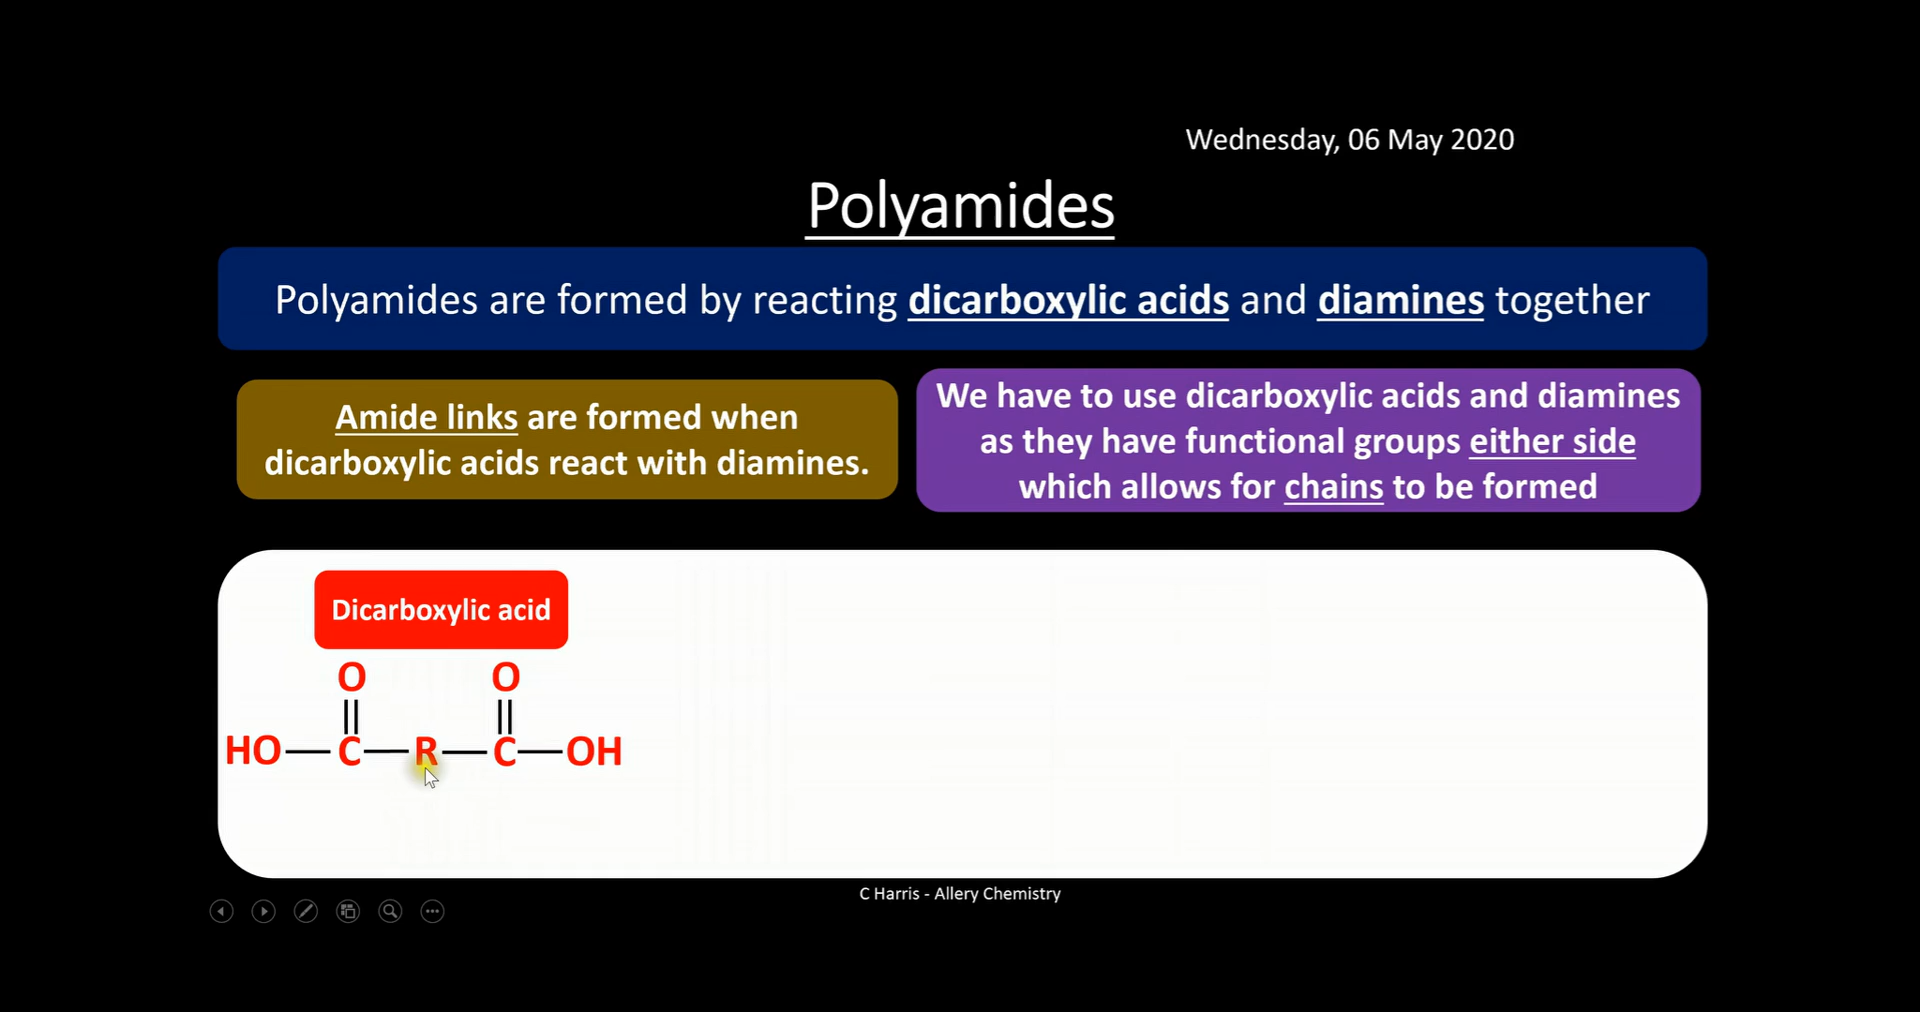 Wednesday, 06 May 2020
Polyamides
Polyamides are formed by reacting dicarboxylic acids and diamines together
Amide links are formed when
dicarboxylic acids react with diamines.
We have to use dicarboxylic acids and diamines
as they have functional groups either side
which allows for chains to be formed
Dicarboxylic acid
O O
HO C R C OH
C Harris - Allery Chemistry